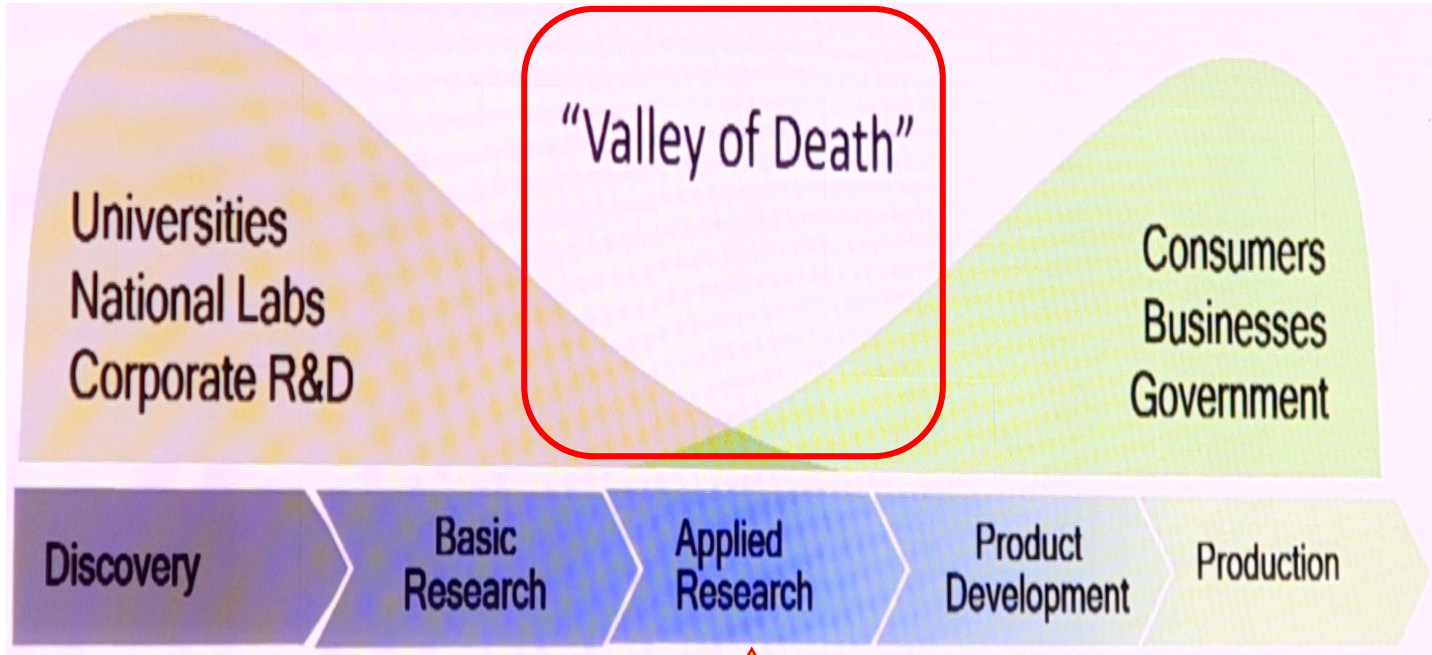 “Valley of Death”
Universities
National Labs
Corporate R&D
Consumers
Businesses
Government
Discovery
Basic
Research
Applied
Research
Product
Development
Production